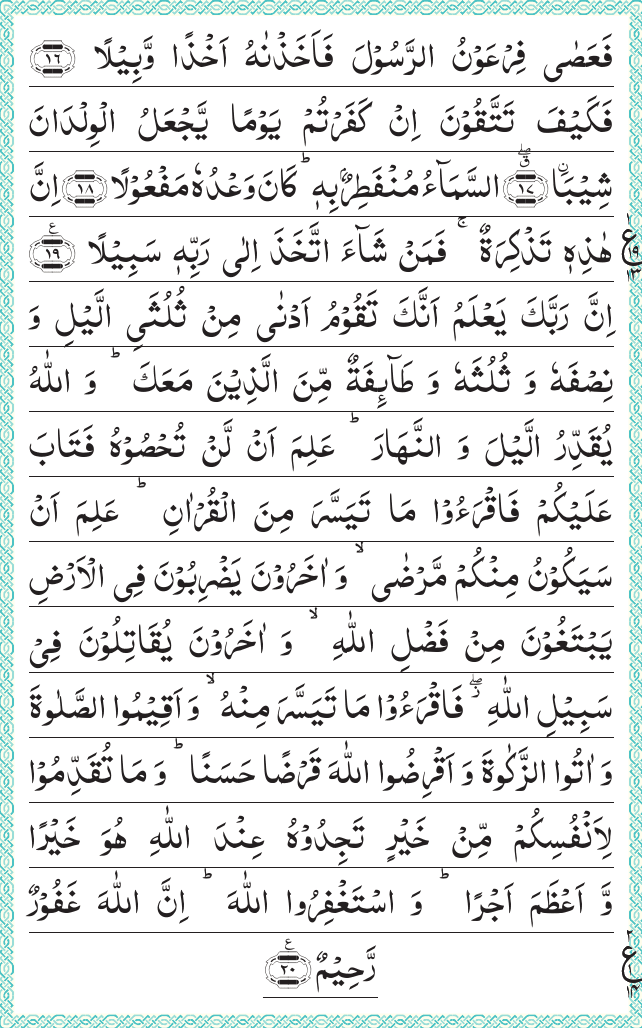 فَعَصٰى فِرۡعَوۡنُ الرَّسُوۡلَ فَاَخَذۡنٰهُ اَخۡذًا وَّبِيۡلًا ﴿١٦﴾
فَكَيۡفَ تَتَّقُوۡنَ اِنۡ كَفَرۡتُمۡ يَوۡمًا يَّجۡعَلُ الۡوِلۡدَانَ
شِيۡبَاۨ ﴿١٧﴾ ۖ ق السَّمَآءُ مُنۡفَطِرٌۢ بِهٖ ؕ كَانَ وَعۡدُهٗ مَفۡعُوۡلًا ﴿١٨﴾ اِنَّ
هٰذِهٖ تَذۡكِرَةٌ ۚ فَمَنۡ شَآءَ اتَّخَذَ اِلٰى رَبِّهٖ سَبِيۡلًا ﴿١٩﴾ ع
ع ١٩ ١٣
اِنَّ رَبَّكَ يَعۡلَمُ اَنَّكَ تَقُوۡمُ اَدۡنٰى مِنۡ ثُلُثَىِ الَّيۡلِ وَ
نِصۡفَهٗ وَ ثُلُثَهٗ وَ طَآٮِٕفَةٌ مِّنَ الَّذِيۡنَ مَعَكَ ؕ وَ اللّٰهُ
يُقَدِّرُ الَّيۡلَ وَ النَّهَارَ ؕ عَلِمَ اَنۡ لَّنۡ تُحۡصُوۡهُ فَتَابَ
عَلَيۡكُمۡ فَاقۡرَءُوۡا مَا تَيَسَّرَ مِنَ الۡقُرۡاٰنِ ؕ عَلِمَ اَنۡ
سَيَكُوۡنُ مِنۡكُمۡ مَّرۡضٰى ۙ وَ اٰخَرُوۡنَ يَضۡرِبُوۡنَ فِى الۡاَرۡضِ
يَبۡتَغُوۡنَ مِنۡ فَضۡلِ اللّٰهِ ۙ وَ اٰخَرُوۡنَ يُقَاتِلُوۡنَ فِىۡ
سَبِيۡلِ اللّٰهِ ۖ ز فَاقۡرَءُوۡا مَا تَيَسَّرَ مِنۡهُ ۙ وَ اَقِيۡمُوا الصَّلٰوةَ
وَ اٰتُوا الزَّكٰوةَ وَ اَقۡرِضُوا اللّٰهَ قَرۡضًا حَسَنًا ؕ وَ مَا تُقَدِّمُوۡا
لِاَنۡفُسِكُمۡ مِّنۡ خَيۡرٍ تَجِدُوۡهُ عِنۡدَ اللّٰهِ هُوَ خَيۡرًا
وَّ اَعۡظَمَ اَجۡرًا ؕ وَ اسۡتَغۡفِرُوا اللّٰهَ ؕ اِنَّ اللّٰهَ غَفُوۡرٌ
رَّحِيۡمٌ ﴿٢٠﴾ ع
٢ ع ١ ١٤